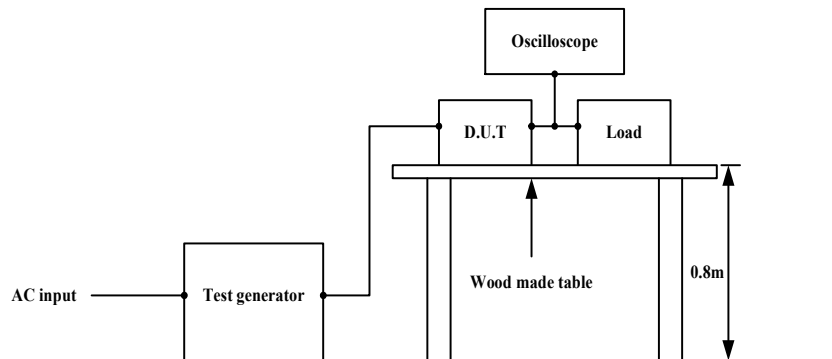 Oscilloscope
D.U.T
Load
AC input
Test generator
Wood made table
0.8m